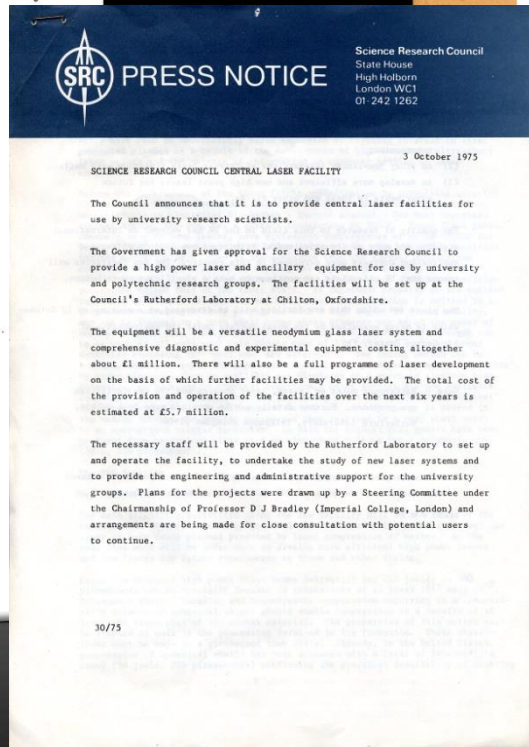 SRC
PRESS NOTICE
Science Research Council
State House
High Holborn
London WC1
01-242 1262
3 October 1975
SCIENCE RESEARCH COUNCIL CENTRAL LASER FACILITY
The Council announces that it is to provide central laser facilities for
use by university research scientists.
The Government has given approval for the Science Research Council to
provide a high power laser and ancillary equipment for use by university
and polytechnic research groups. The facilities will be set up at the
Council's Rutherford Laboratory at Chilton, Oxfordshire.
The equipment will be a versatile neodymium glass laser system and
comprehensive diagnostic and experimental equipment costing altogether
about £1 million. There will also be a full programme of laser development
on the basis of which further facilities may be provided. The total cost of
the provision and operation of the facilities over the next six years is
estimated at £5.7 million.
The necessary staff will be provided by the Rutherford Laboratory to set up
and operate the facility, to undertake the study of new laser systems and
to provide the engineering and administrative support for the university
groups. Plans for the projects were drawn up by a Steering Committee under
the Chairmanship of Professor D J Bradley (Imperial College, London) and
arrangements are being made for close consultation with potential users
to continue.
30/75